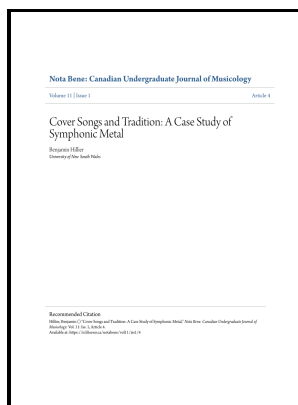 Nota Bene: Canadian Undergraduate Journal of Musicology
Volume 11 | Issue 1 Article 4
Cover Songs and Tradition: A Case Study of
Symphonic Metal
Benjamin Hillier
University of New South Wales
Recommended Citation
Hillier, Benjamin () "Cover Songs and Tradition: A Case Study of Symphonic Metal," Nota Bene: Canadian Undergraduate Journal of
Musicology: Vol. 11: Iss. 1, Article 4.